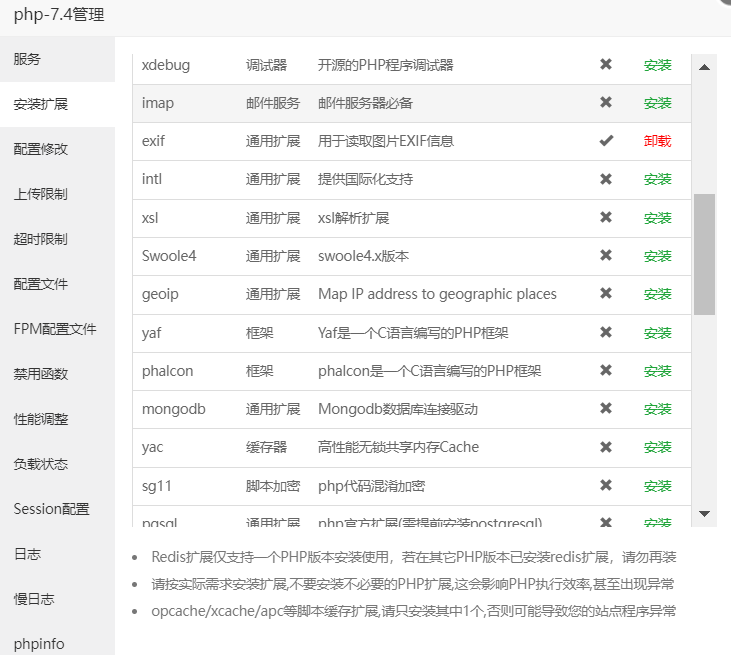 php-7.4管理
服务
安装扩展
配置修改
上传限制
超时限制
配置文件
FPM配置文件
禁用函数
性能调整
负载状态
Session配置
日志
慢日志
phpinfo
xdebug 调试器 开源的PHP程序调试器 安装
imap 邮件服务 邮件服务器必备 安装
exif 通用扩展 用于读取图片EXIF信息 卸载
intl 通用扩展 提供国际化支持 安装
xsl 通用扩展 xsl解析扩展 安装
Swoole4 通用扩展 swoole4.x版本 安装
geoip 通用扩展 Map IP address to geographic places 安装
yaf 框架 Yaf是一个C语言编写的PHP框架 安装
phalcon 框架 phalcon是一个C语言编写的PHP框架 安装
mongodb 通用扩展 Mongodb数据库连接驱动 安装
yac 缓存器 高性能无锁共享内存Cache 安装
sg11 脚本加密 php代码混淆加密 安装
pgsql 通用扩展 php官方扩展(需提前安装postgresql) 安装
Redis扩展仅支持一个PHP版本安装使用，若在其它PHP版本已安装redis扩展，请勿再装
请按实际需求安装扩展,不要安装不必要的PHP扩展,这会影响PHP执行效率,甚至出现异常
opcache/xcache/apc等脚本缓存扩展,请只安装其中1个,否则可能导致您的站点程序异常